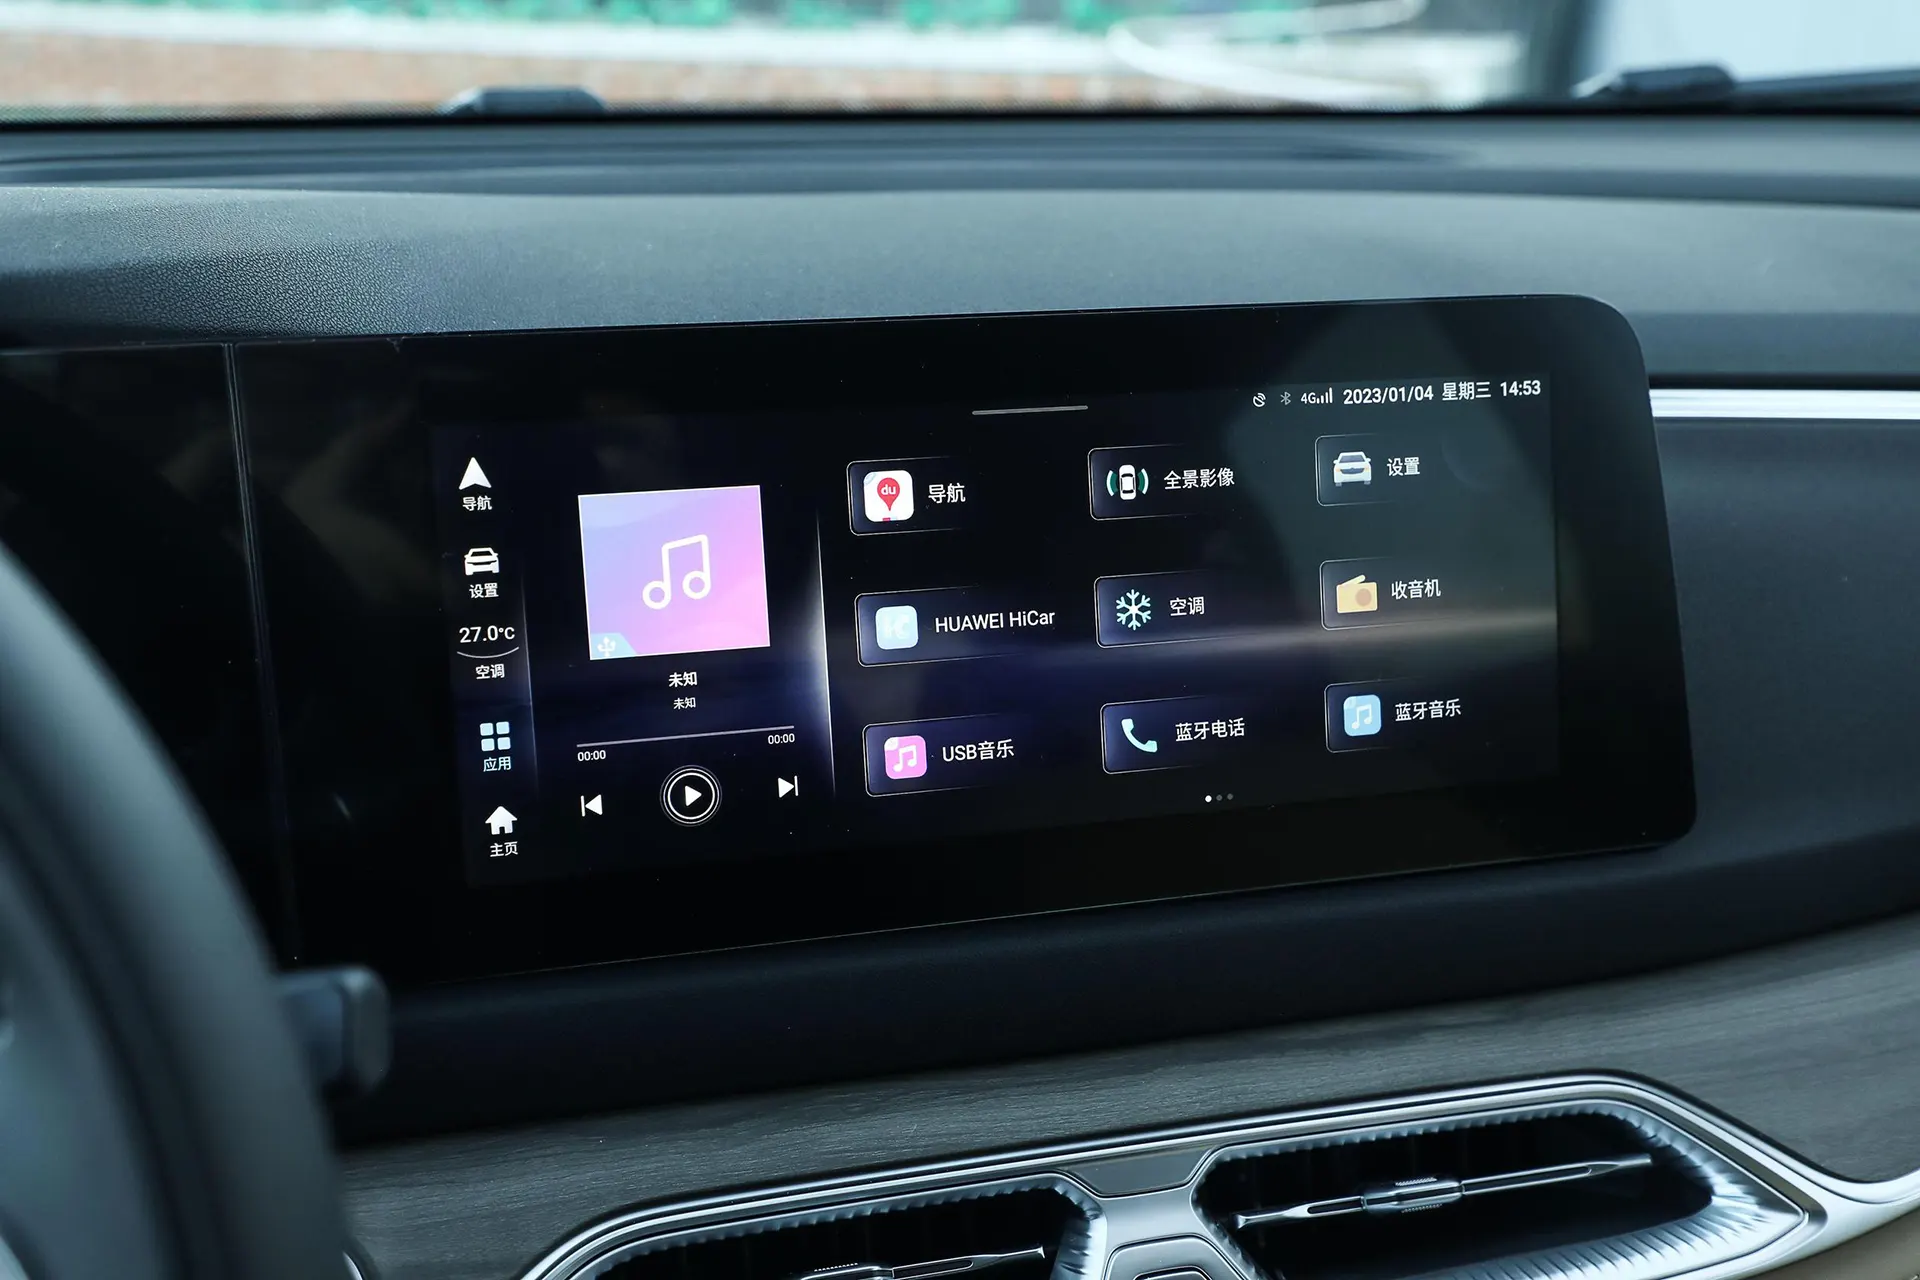 4G 2023/01/04 星期三 14:53
导航
设置
27.0°C
空调
应用
主页
未知
未知
00:00
00:00
du
导航
全景影像
设置
HUAWEI HiCar
空调
收音机
USB音乐
蓝牙电话
蓝牙音乐